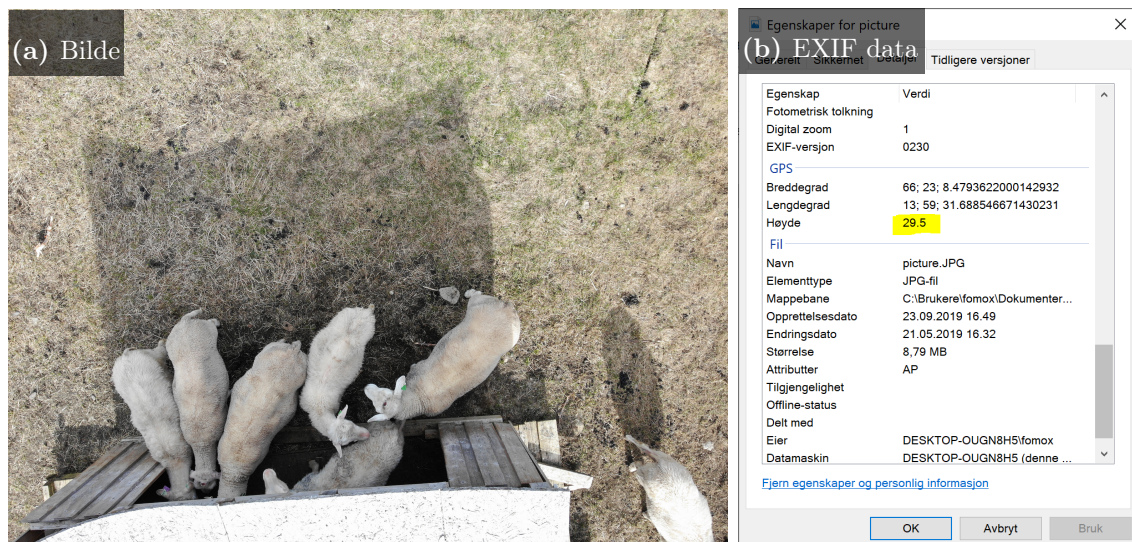 (a) Bilde
Egenskaper for picture
(b) EXIF data
Generelt Sikkerhet Detaljer Tidligere versjoner
Egenskap Verdi
Fotometrisk tolkning
Digital zoom 1
EXIF-versjon 0230
GPS
Breddegrad 66; 23; 8.4793622000142932
Lengdegrad 13; 59; 31.688546671430231
Høyde 29.5
Fil
Navn picture.JPG
Elementtype JPG-fil
Mappebane C:\Brukere\fomox\Dokumenter...
Opprettelsesdato 23.09.2019 16.49
Endringsdato 21.05.2019 16.32
Størrelse 8,79 MB
Attributter AP
Tilgjengelighet
Offline-status
Delt med
Eier DESKTOP-OUGN8H5\fomox
Datamaskin DESKTOP-OUGN8H5 (denne ...
Fjern egenskaper og personlig informasjon
OK Avbryt Bruk